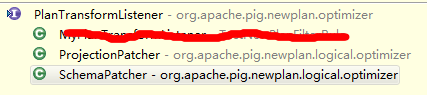 PlanTransformListener - org.apache.pig.newplan.optimizer
ProjectionPatcher - org.apache.pig.newplan.logical.optimizer
SchemaPatcher - org.apache.pig.newplan.logical.optimizer